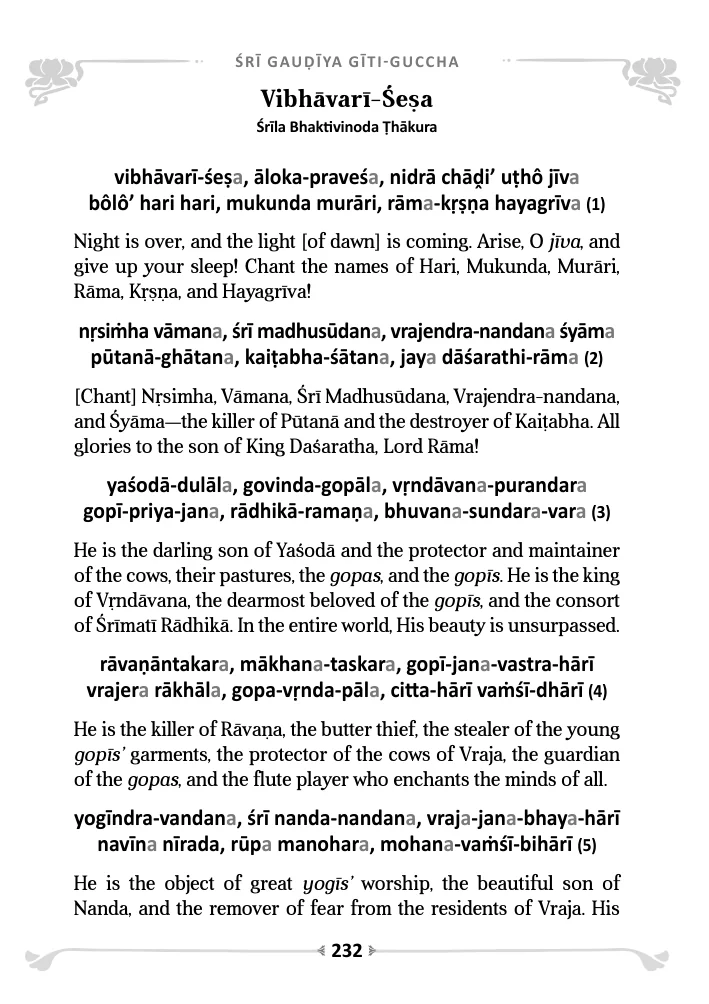 ŚRĪ GAUḌĪYA GĪTI-GUCCHA
Vibhāvarī-Śeṣa
Śrīla Bhaktivinoda Ṭhākura
vibhāvarī-śeṣa, āloka-praveśa, nidrā chāḓi’ uṭhô jīva
bôlô’ hari hari, mukunda murāri, rāma-kṛṣṇa hayagrīva (1)
Night is over, and the light [of dawn] is coming. Arise, O jīva, and
give up your sleep! Chant the names of Hari, Mukunda, Murāri,
Rāma, Kṛṣṇa, and Hayagrīva!
nṛsiṁha vāmana, śrī madhusūdana, vrajendra-nandana śyāma
pūtanā-ghātana, kaiṭabha-śātana, jaya dāśarathi-rāma (2)
[Chant] Nṛsimha, Vāmana, Śrī Madhusūdana, Vrajendra-nandana,
and Śyāma—the killer of Pūtanā and the destroyer of Kaiṭabha. All
glories to the son of King Daśaratha, Lord Rāma!
yaśodā-dulāla, govinda-gopāla, vṛndāvana-purandara
gopī-priya-jana, rādhikā-ramaṇa, bhuvana-sundara-vara (3)
He is the darling son of Yaśodā and the protector and maintainer
of the cows, their pastures, the gopas, and the gopīs. He is the king
of Vṛndāvana, the dearmost beloved of the gopīs, and the consort
of Śrīmatī Rādhikā. In the entire world, His beauty is unsurpassed.
rāvaṇāntakara, mākhana-taskara, gopī-jana-vastra-hārī
vrajera rākhāla, gopa-vṛnda-pāla, citta-hārī vaṁśī-dhārī (4)
He is the killer of Rāvaṇa, the butter thief, the stealer of the young
gopīs’ garments, the protector of the cows of Vraja, the guardian
of the gopas, and the flute player who enchants the minds of all.
yogīndra-vandana, śrī nanda-nandana, vraja-jana-bhaya-hārī
navīna nīrada, rūpa manohara, mohana-vaṁśī-bihārī (5)
He is the object of great yogīs’ worship, the beautiful son of
Nanda, and the remover of fear from the residents of Vraja. His
232